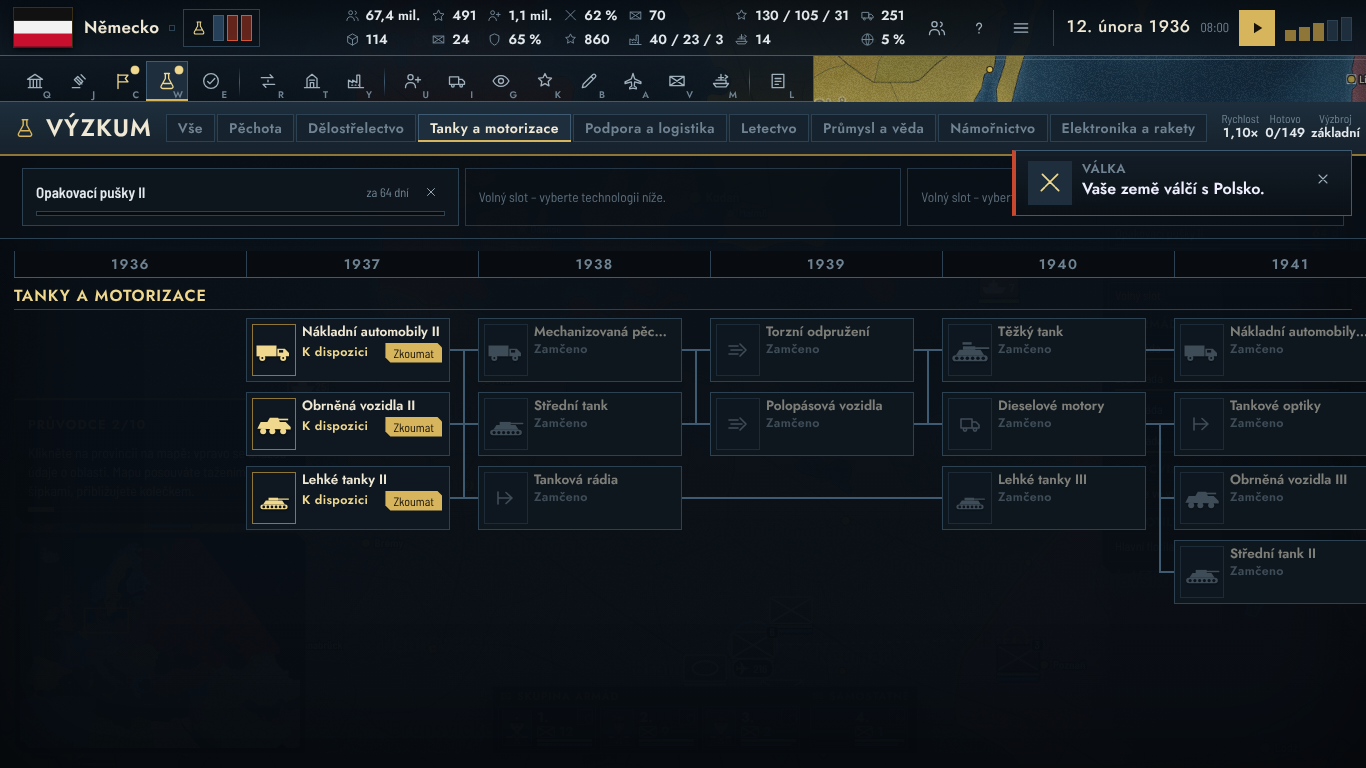 Německo
67,4 mil. 491 1,1 mil. 62 % 70 130 / 105 / 31 251
114 24 65 % 860 40 / 23 / 3 14 5 %
?
12. února 1936 08:00
Q J C W E R T Y U I G K B A V M L
VÝZKUM
Vše Pěchota Dělostřelectvo Tanky a motorizace Podpora a logistika Letectvo Průmysl a věda Námořnictvo Elektronika a rakety
Rychlost Hotovo Výzbroj
1,10× 0/149 základní
VÁLKA
Vaše země válčí s Polsko.
Opakovací pušky II za 64 dní
Volný slot – vyberte technologii níže.
Volný slot – vyber
1936 1937 1938 1939 1940 1941
TANKY A MOTORIZACE
Nákladní automobily II
K dispozici Zkoumat
Mechanizovaná pěc...
Zamčeno
Torzní odpružení
Zamčeno
Těžký tank
Zamčeno
Nákladní automobily...
Zamčeno
Obrněná vozidla II
K dispozici Zkoumat
Střední tank
Zamčeno
Polopásová vozidla
Zamčeno
Dieselové motory
Zamčeno
Tankové optiky
Zamčeno
Lehké tanky II
K dispozici Zkoumat
Tanková rádia
Zamčeno
Lehké tanky III
Zamčeno
Obrněná vozidla III
Zamčeno
Střední tank II
Zamčeno